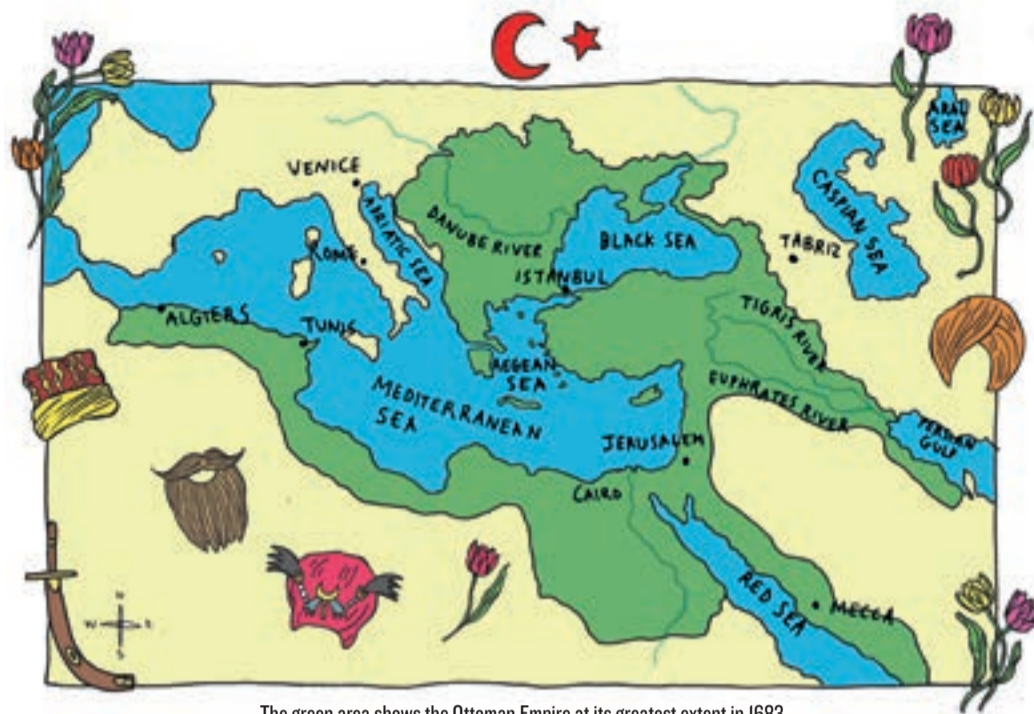 ARAL
SEA
VENICE
ADRIATIC SEA
CASPIAN SEA
DANUBE RIVER
BLACK SEA
ROME
TABRIZ
ISTANBUL
ALGIERS
TUNIS
TIGRIS RIVER
AEGEAN
SEA
EUPHRATES RIVER
MEDITERRANEAN
SEA
PERSIAN
GULF
JERUSALEM
CAIRO
RED SEA
MECCA
N
W E
S
The green area shows the Ottoman Empire at its greatest extent in 1683